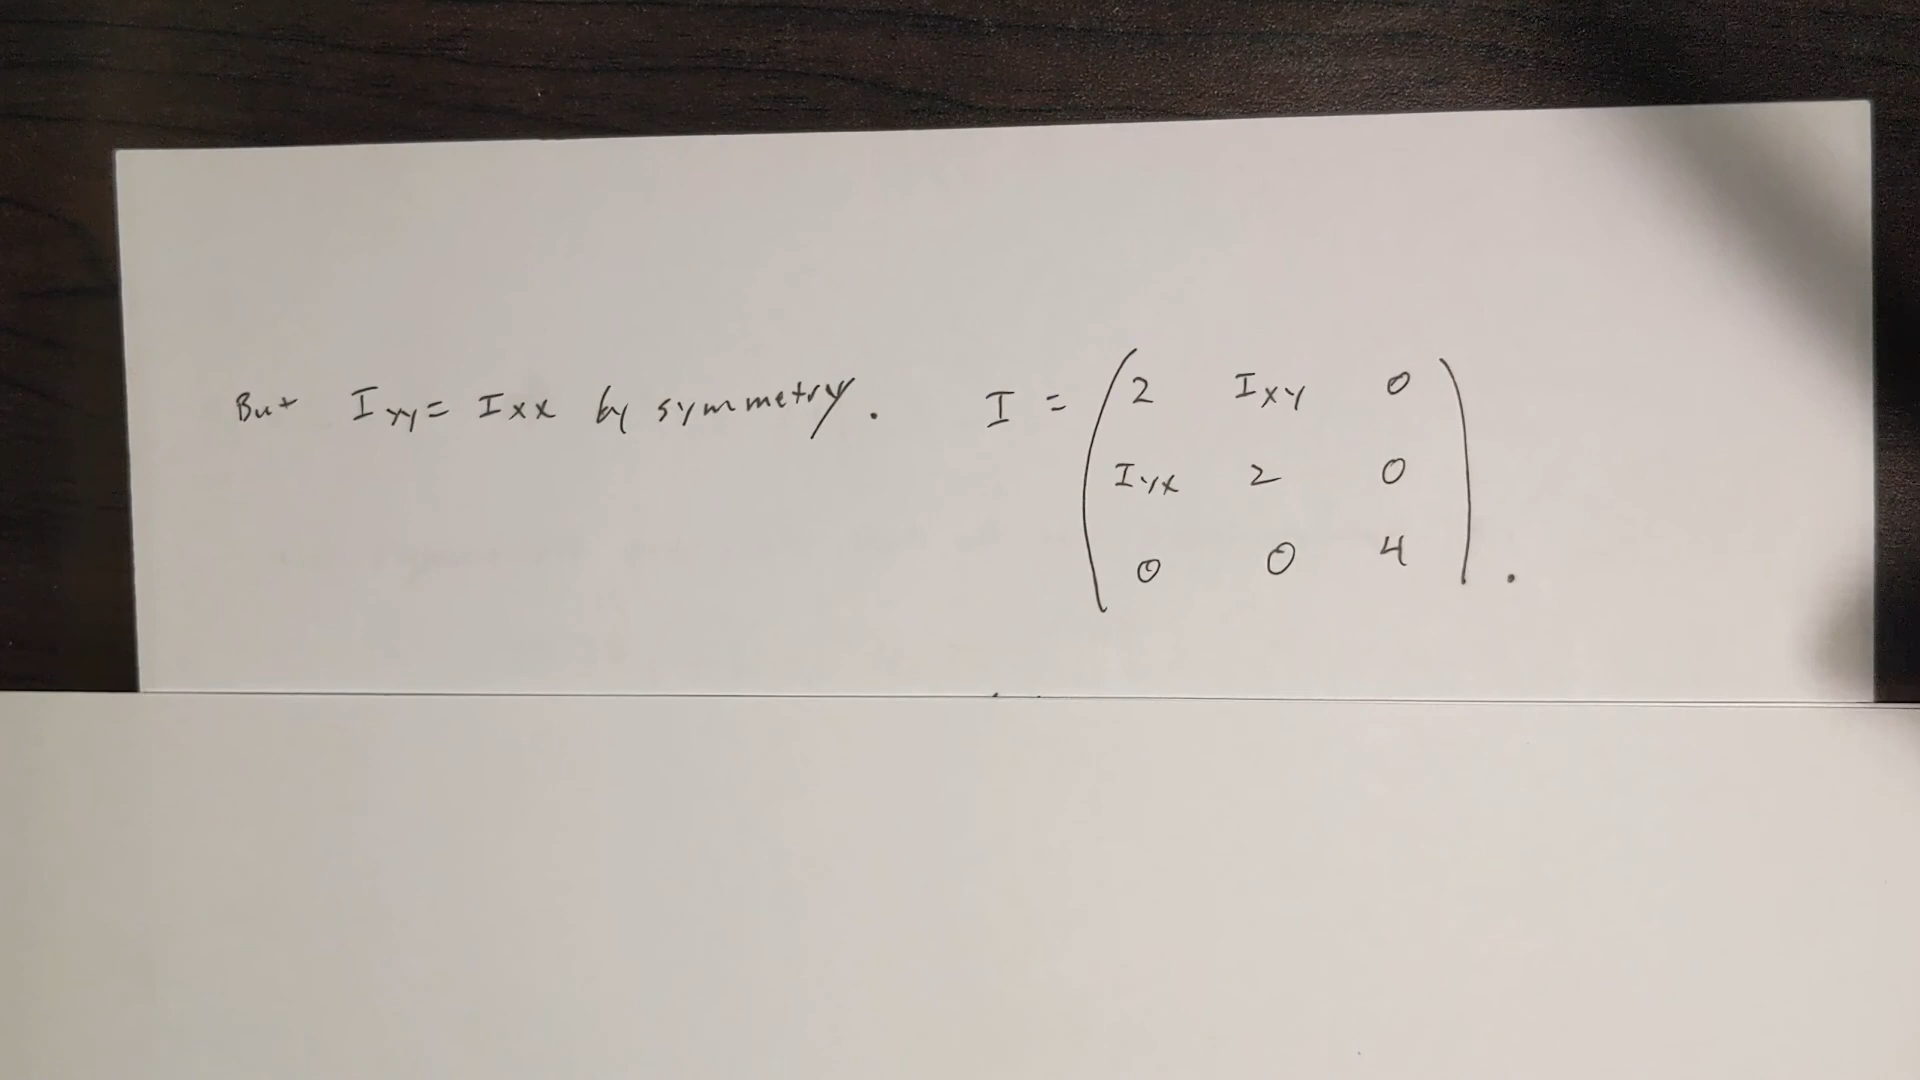 But Iyy = Ixx by symmetry. I = ( 2 Ixy 0
Iyx 2 0
0 0 4 ) .